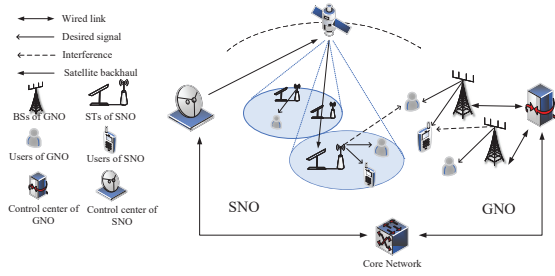 Wired link
Desired signal
Interference
Satellite backhaul
BSs of GNO
STs of SNO
Users of GNO
Users of SNO
Control center of
GNO
Control center of
SNO
SNO
GNO
Core Network